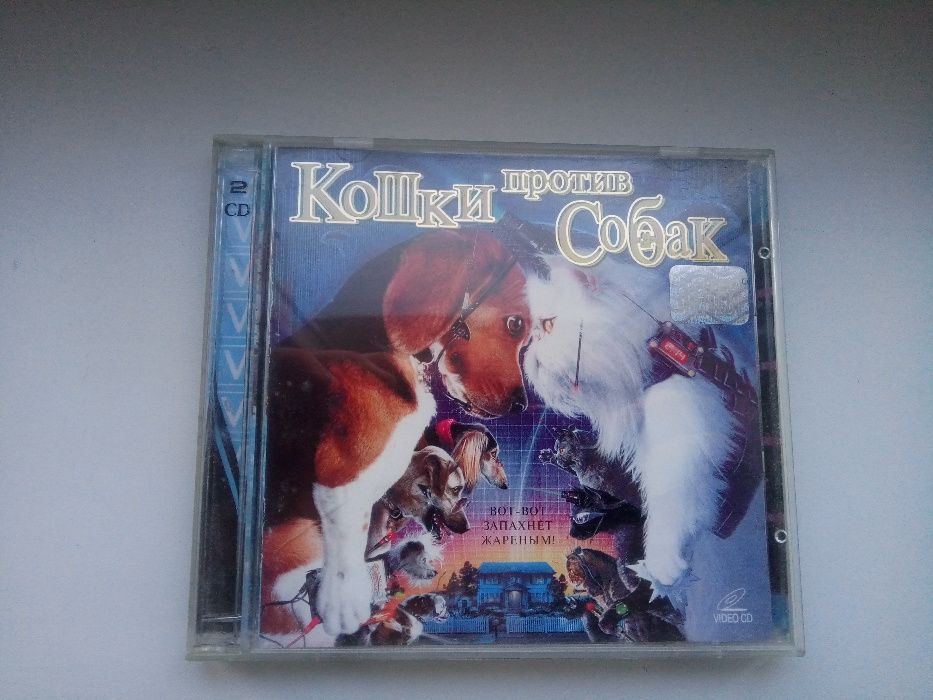 2
CD
Кошки против
Собак
ВОТ-ВОТ
ЗАПАХНЕТ
ЖАРЕНЫМ!
VIDEO CD